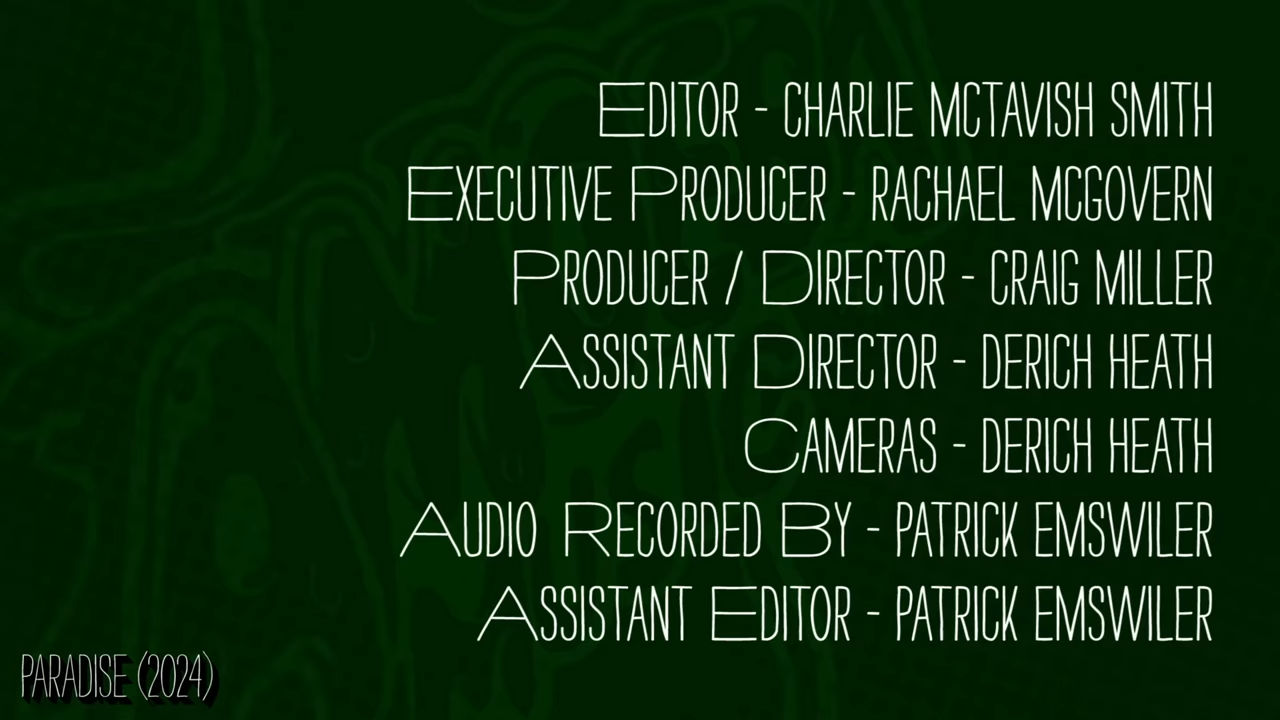 EDITOR - CHARLIE MCTAVISH SMITH
EXECUTIVE PRODUCER - RACHAEL MCGOVERN
PRODUCER / DIRECTOR - CRAIG MILLER
ASSISTANT DIRECTOR - DERICH HEATH
CAMERAS - DERICH HEATH
AUDIO RECORDED BY - PATRICK EMSWILER
ASSISTANT EDITOR - PATRICK EMSWILER
PARADISE (2024)